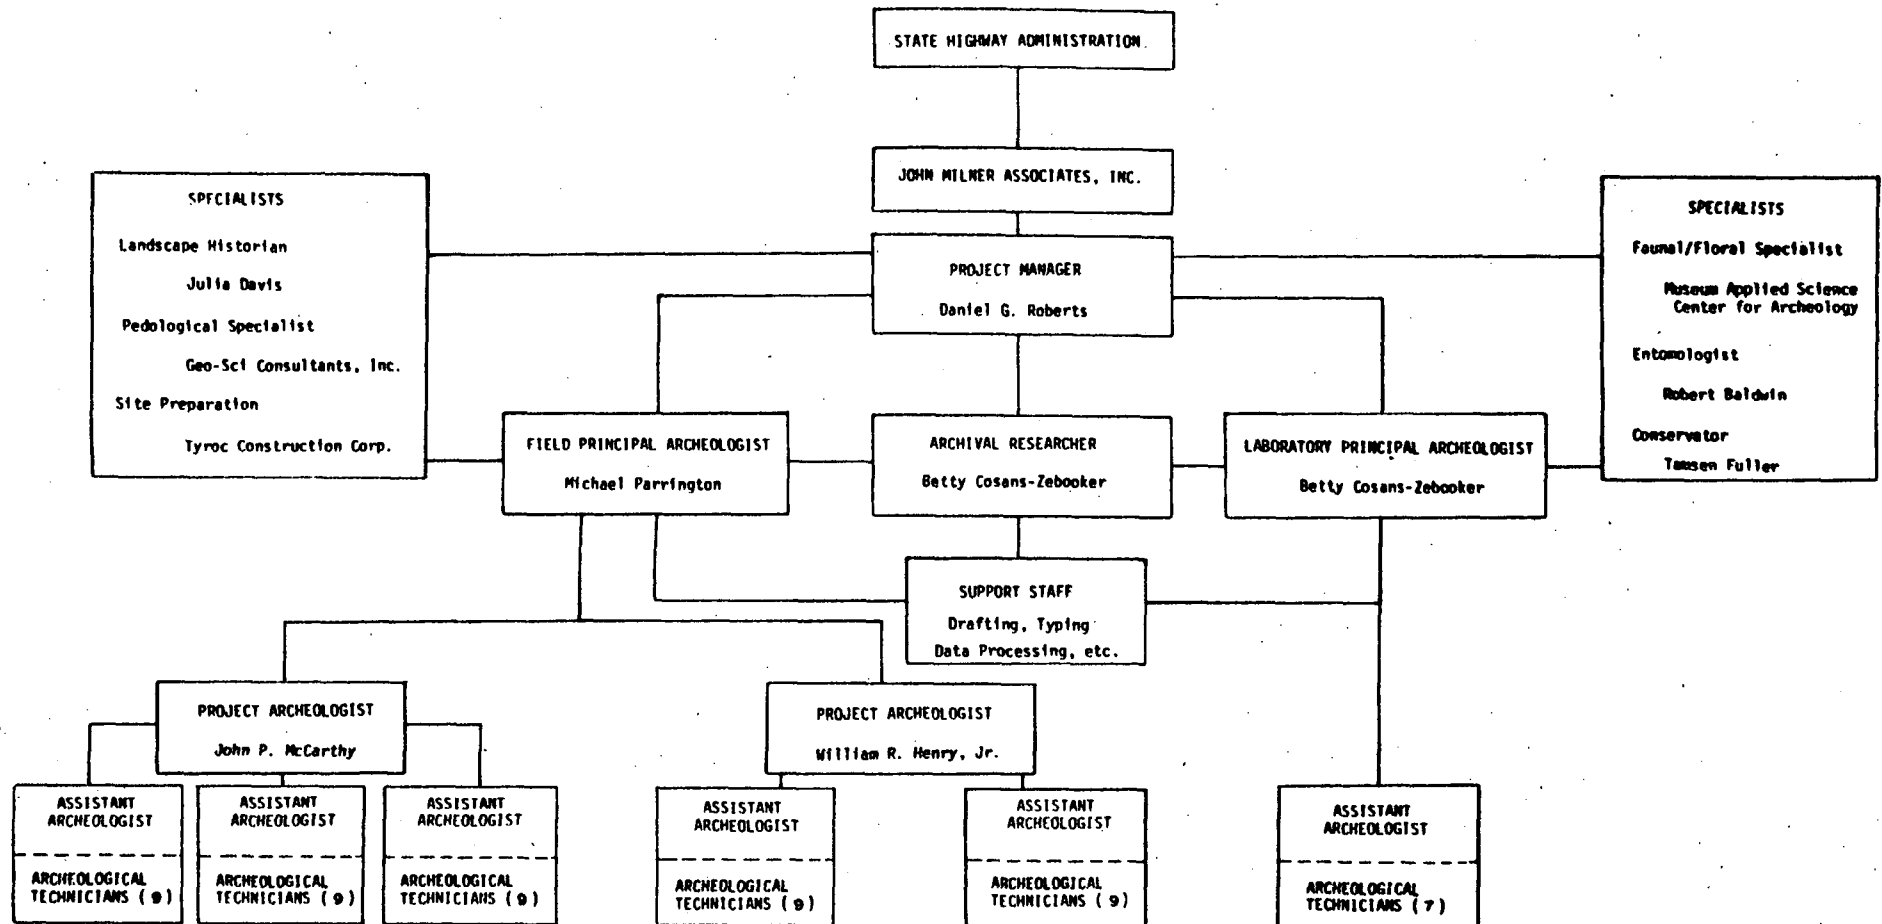 STATE HIGHWAY ADMINISTRATION
JOHN MILNER ASSOCIATES, INC.
SPECIALISTS
Landscape Historian
Julia Davis
Pedological Specialist
Geo-Sci Consultants, Inc.
Site Preparation
Tyroc Construction Corp.
PROJECT MANAGER
Daniel G. Roberts
SPECIALISTS
Faunal/Floral Specialist
Museum Applied Science
Center for Archeology
Entomologist
Robert Baldwin
Conservator
Tamsen Fuller
FIELD PRINCIPAL ARCHEOLOGIST
Michael Parrington
ARCHIVAL RESEARCHER
Betty Cosans-Zebooker
LABORATORY PRINCIPAL ARCHEOLOGIST
Betty Cosans-Zebooker
SUPPORT STAFF
Drafting, Typing
Data Processing, etc.
PROJECT ARCHEOLOGIST
John P. McCarthy
PROJECT ARCHEOLOGIST
William R. Henry, Jr.
ASSISTANT
ARCHEOLOGIST
ARCHEOLOGICAL
TECHNICIANS (9)
ASSISTANT
ARCHEOLOGIST
ARCHEOLOGICAL
TECHNICIANS (9)
ASSISTANT
ARCHEOLOGIST
ARCHEOLOGICAL
TECHNICIANS (9)
ASSISTANT
ARCHEOLOGIST
ARCHEOLOGICAL
TECHNICIANS (9)
ASSISTANT
ARCHEOLOGIST
ARCHEOLOGICAL
TECHNICIANS (9)
ASSISTANT
ARCHEOLOGIST
ARCHEOLOGICAL
TECHNICIANS (7)